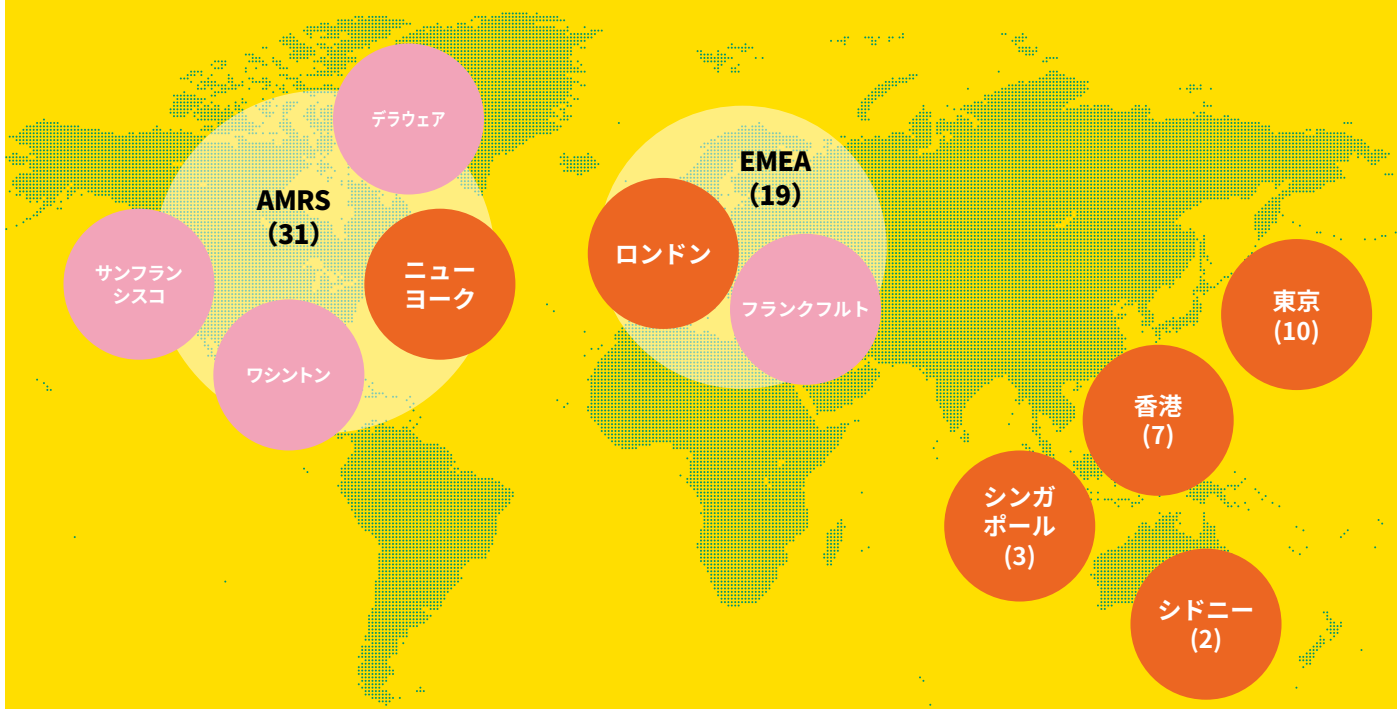 デラウェア
AMRS
（31）
サンフラン
シスコ
ニュー
ヨーク
ワシントン
EMEA
（19）
ロンドン
フランクフルト
東京
(10)
香港
(7)
シンガ
ポール
(3)
シドニー
(2)